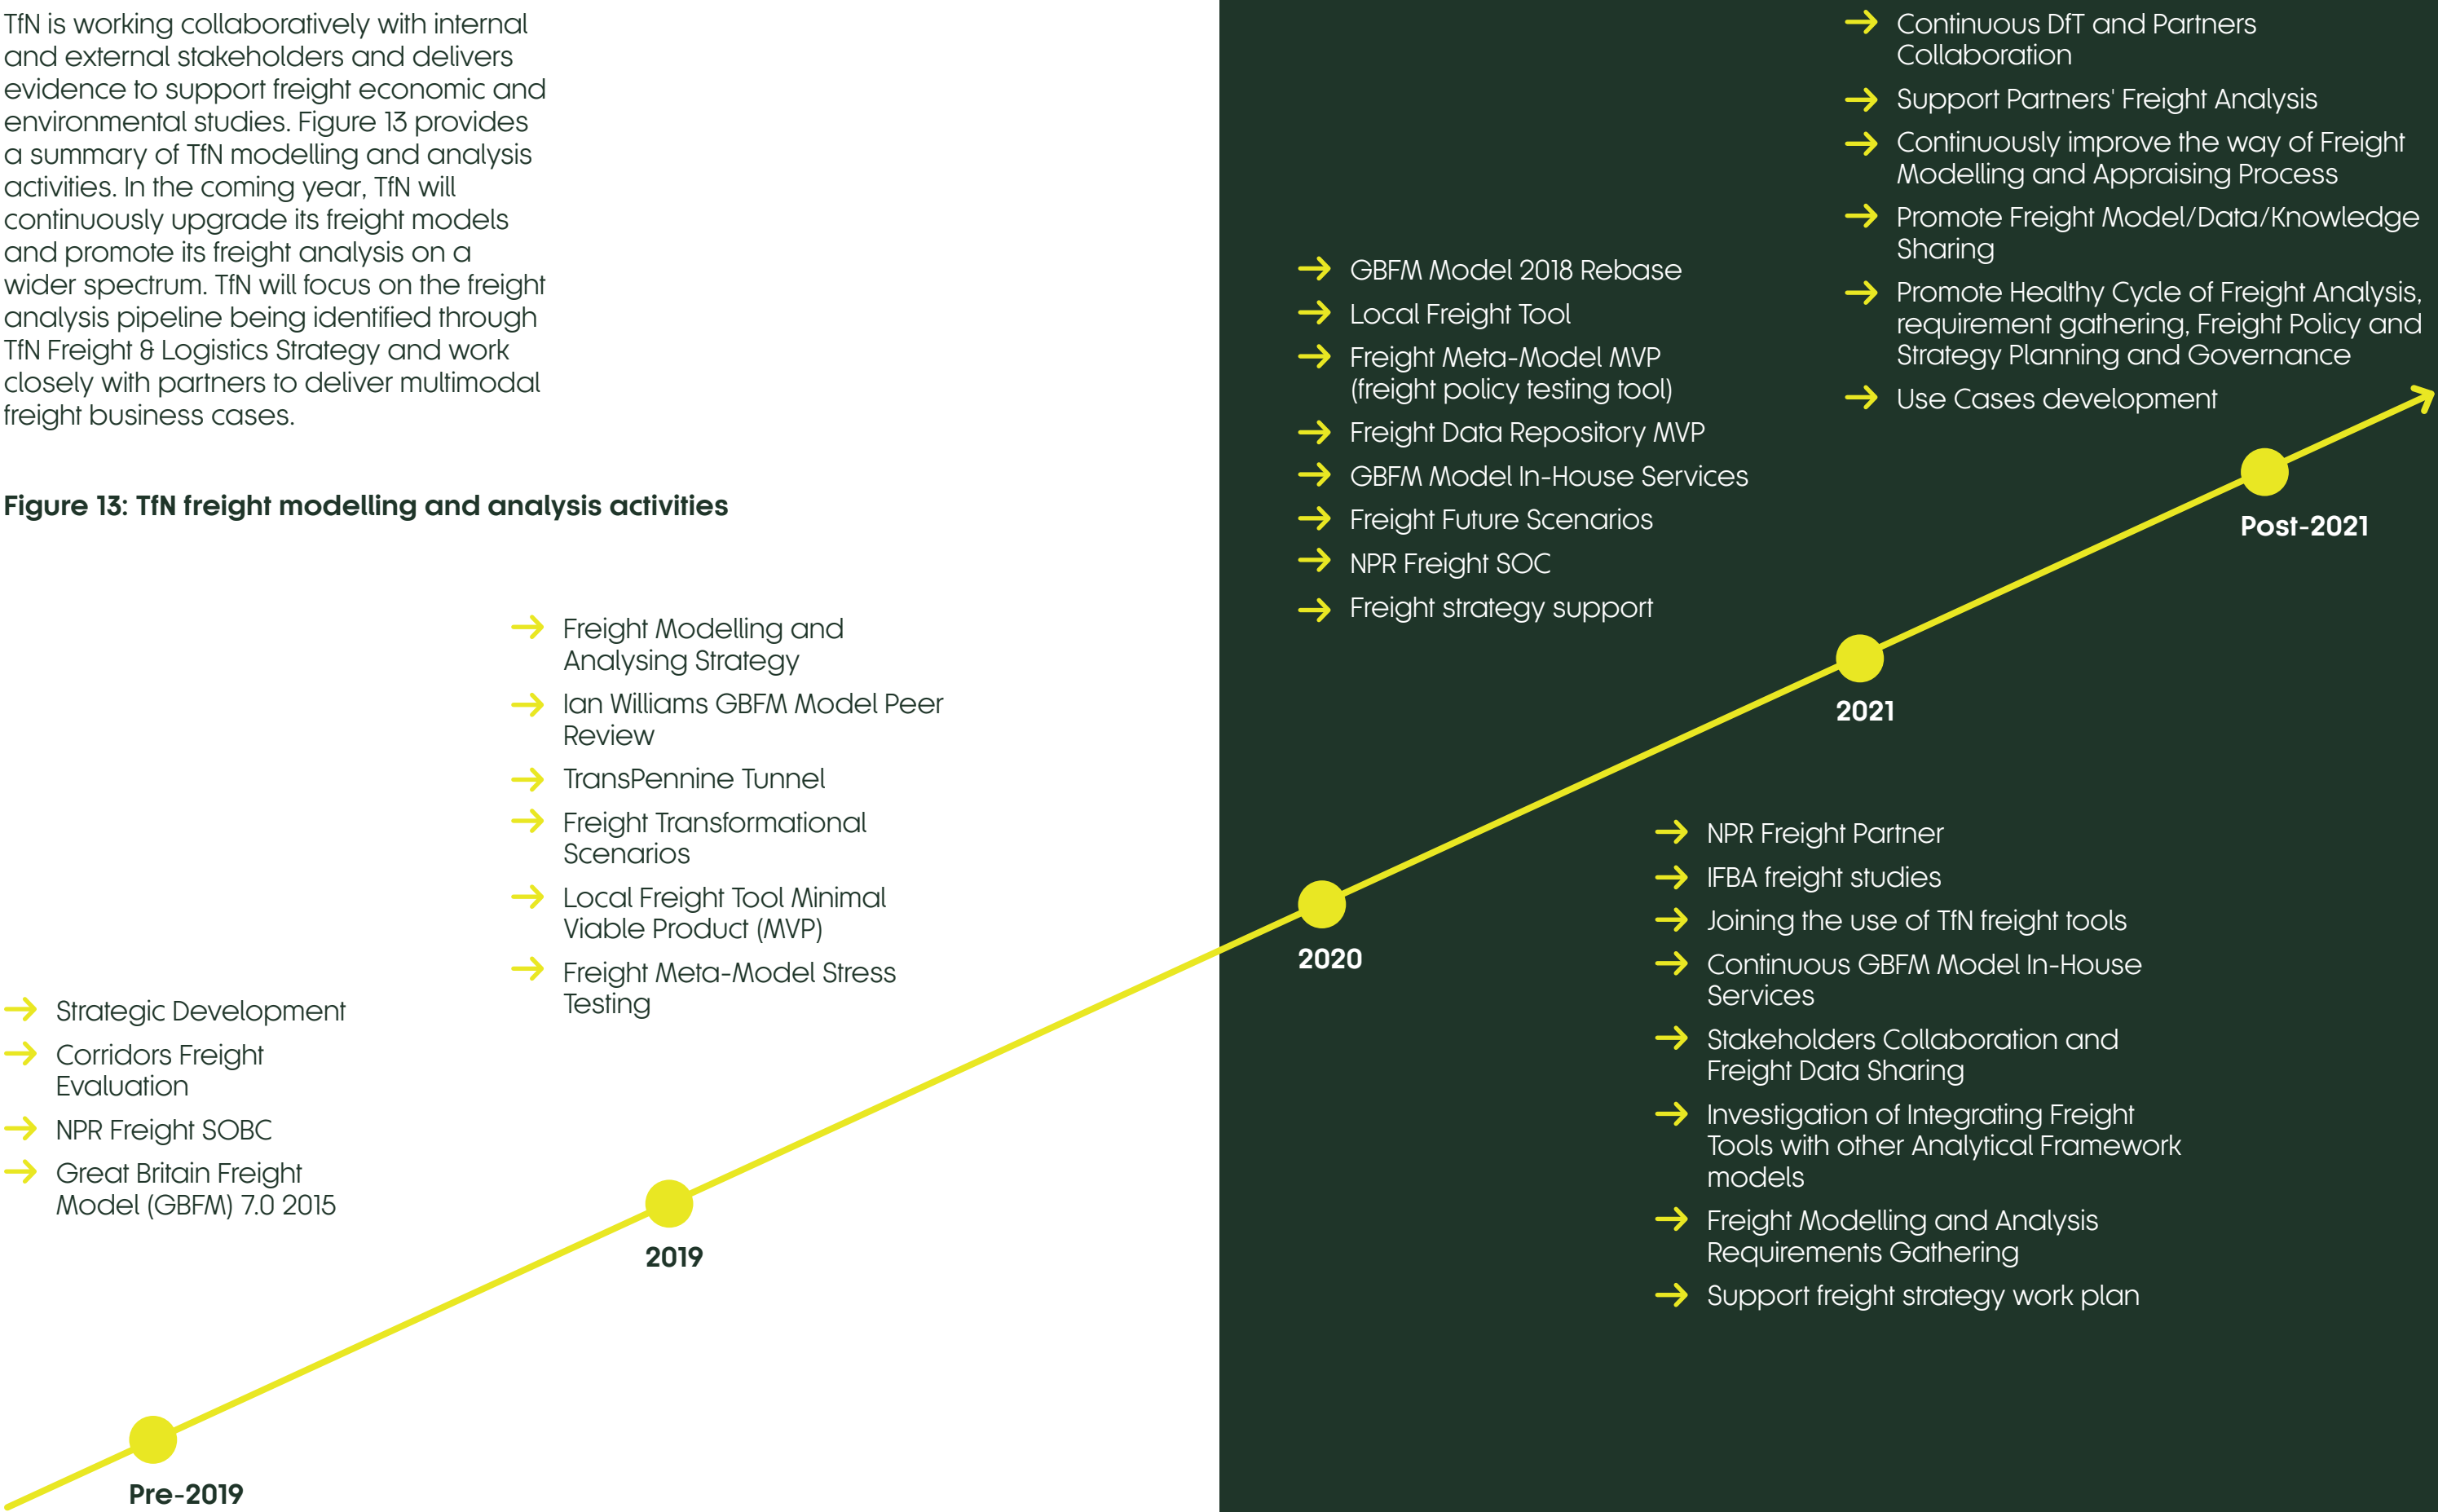 TfN is working collaboratively with internal
and external stakeholders and delivers
evidence to support freight economic and
environmental studies. Figure 13 provides
a summary of TfN modelling and analysis
activities. In the coming year, TfN will
continuously upgrade its freight models
and promote its freight analysis on a
wider spectrum. TfN will focus on the freight
analysis pipeline being identified through
TfN Freight & Logistics Strategy and work
closely with partners to deliver multimodal
freight business cases.
Figure 13: TfN freight modelling and analysis activities
Strategic Development
Corridors Freight
Evaluation
NPR Freight SOBC
Great Britain Freight
Model (GBFM) 7.0 2015
Pre-2019
Freight Modelling and
Analysing Strategy
Ian Williams GBFM Model Peer
Review
TransPennine Tunnel
Freight Transformational
Scenarios
Local Freight Tool Minimal
Viable Product (MVP)
Freight Meta-Model Stress
Testing
2019
GBFM Model 2018 Rebase
Local Freight Tool
Freight Meta-Model MVP
(freight policy testing tool)
Freight Data Repository MVP
GBFM Model In-House Services
Freight Future Scenarios
NPR Freight SOC
Freight strategy support
2020
NPR Freight Partner
IFBA freight studies
Joining the use of TfN freight tools
Continuous GBFM Model In-House
Services
Stakeholders Collaboration and
Freight Data Sharing
Investigation of Integrating Freight
Tools with other Analytical Framework
models
Freight Modelling and Analysis
Requirements Gathering
Support freight strategy work plan
2021
Continuous DfT and Partners
Collaboration
Support Partners' Freight Analysis
Continuously improve the way of Freight
Modelling and Appraising Process
Promote Freight Model/Data/Knowledge
Sharing
Promote Healthy Cycle of Freight Analysis,
requirement gathering, Freight Policy and
Strategy Planning and Governance
Use Cases development
Post-2021